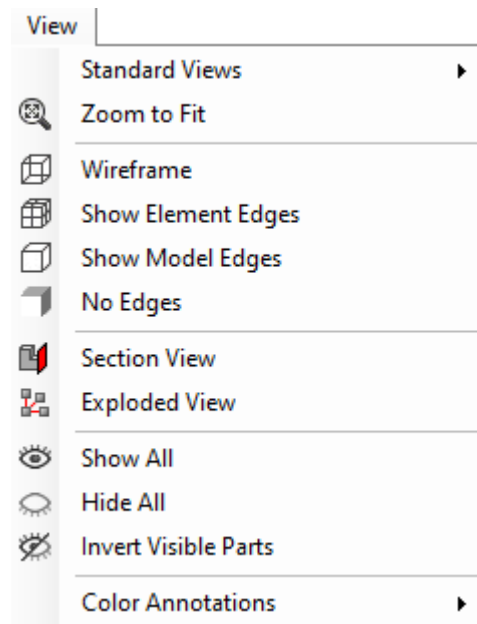 View
Standard Views
Zoom to Fit
Wireframe
Show Element Edges
Show Model Edges
No Edges
Section View
Exploded View
Show All
Hide All
Invert Visible Parts
Color Annotations